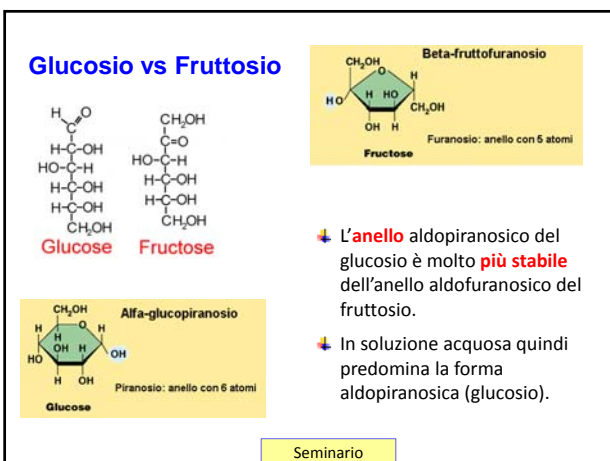 Glucosio vs Fruttosio
H O
C
H-C-OH
HO-C-H
H-C-OH
H-C-OH
CH2OH
Glucose
CH2OH
C=O
HO-C-H
H-C-OH
H-C-OH
CH2OH
Fructose
Beta-fruttofuranosio
CH2OH O H
HO H HO CH2OH
OH H
Furanosio: anello con 5 atomi
Fructose
Alfa-glucopiranosio
CH2OH
H O H
H
HO OH H OH
H OH
Piranosio: anello con 6 atomi
Glucose
L'anello aldopiranosico del
glucosio è molto più stabile
dell'anello aldofuranosico del
fruttosio.
In soluzione acquosa quindi
predomina la forma
aldopiranosica (glucosio).
Seminario